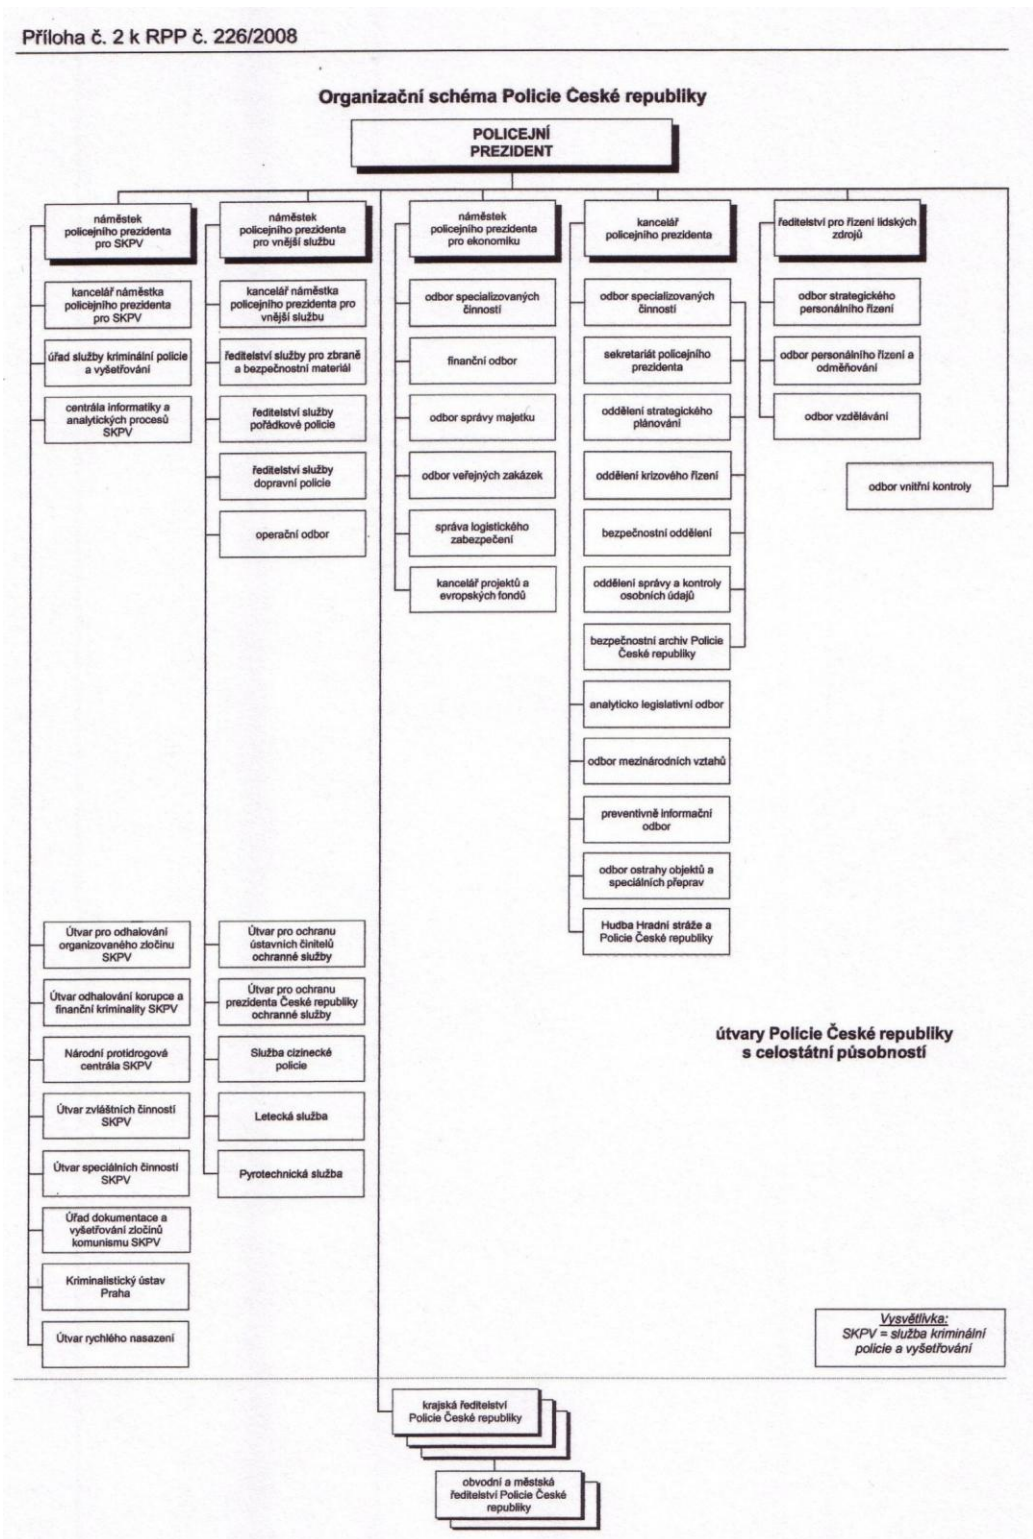 Příloha č. 2 k RPP č. 226/2008
Organizační schéma Policie České republiky
POLICEJNÍ
PREZIDENT
náměstek
policejního prezidenta
pro SKPV
kancelář náměstka
policejního prezidenta
pro SKPV
úřad služby kriminální policie
a vyšetřování
centrála informatiky a
analytických procesů
SKPV
Útvar pro odhalování
organizovaného zločinu
SKPV
Útvar odhalování korupce a
finanční kriminality SKPV
Národní protidrogová
centrála SKPV
Útvar zvláštních činností
SKPV
Útvar speciálních činností
SKPV
Úřad dokumentace a
vyšetřování zločinů
komunismu SKPV
Kriminalistický ústav
Praha
Útvar rychlého nasazení
náměstek
policejního prezidenta
pro vnější službu
kancelář náměstka
policejního prezidenta pro
vnější službu
ředitelství služby pro zbraně
a bezpečnostní materiál
ředitelství služby
pořádkové policie
ředitelství služby
dopravní policie
operační odbor
Útvar pro ochranu
ústavních činitelů
ochranné služby
Útvar pro ochranu
prezidenta České republiky
ochranné služby
Služba cizinecké
policie
Letecká služba
Pyrotechnická služba
náměstek
policejního prezidenta
pro ekonomiku
odbor specializovaných
činností
finanční odbor
odbor správy majetku
odbor veřejných zakázek
správa logistického
zabezpečení
kancelář projektů a
evropských fondů
kancelář
policejního prezidenta
odbor specializovaných
činností
sekretariát policejního
prezidenta
oddělení strategického
plánování
oddělení krizového řízení
bezpečnostní oddělení
oddělení správy a kontroly
osobních údajů
bezpečnostní archiv Policie
České republiky
analyticko legislativní odbor
odbor mezinárodních vztahů
preventivně informační
odbor
odbor ostrahy objektů a
speciálních přeprav
Hudba Hradní stráže a
Policie České republiky
ředitelství pro řízení lidských
zdrojů
odbor strategického
personálního řízení
odbor personálního řízení a
odměňování
odbor vzdělávání
odbor vnitřní kontroly
útvary Policie České republiky
s celostátní působností
Vysvětlivka:
SKPV = služba kriminální
policie a vyšetřování
krajská ředitelství
Policie České republiky
obvodní a městská
ředitelství Policie České
republiky